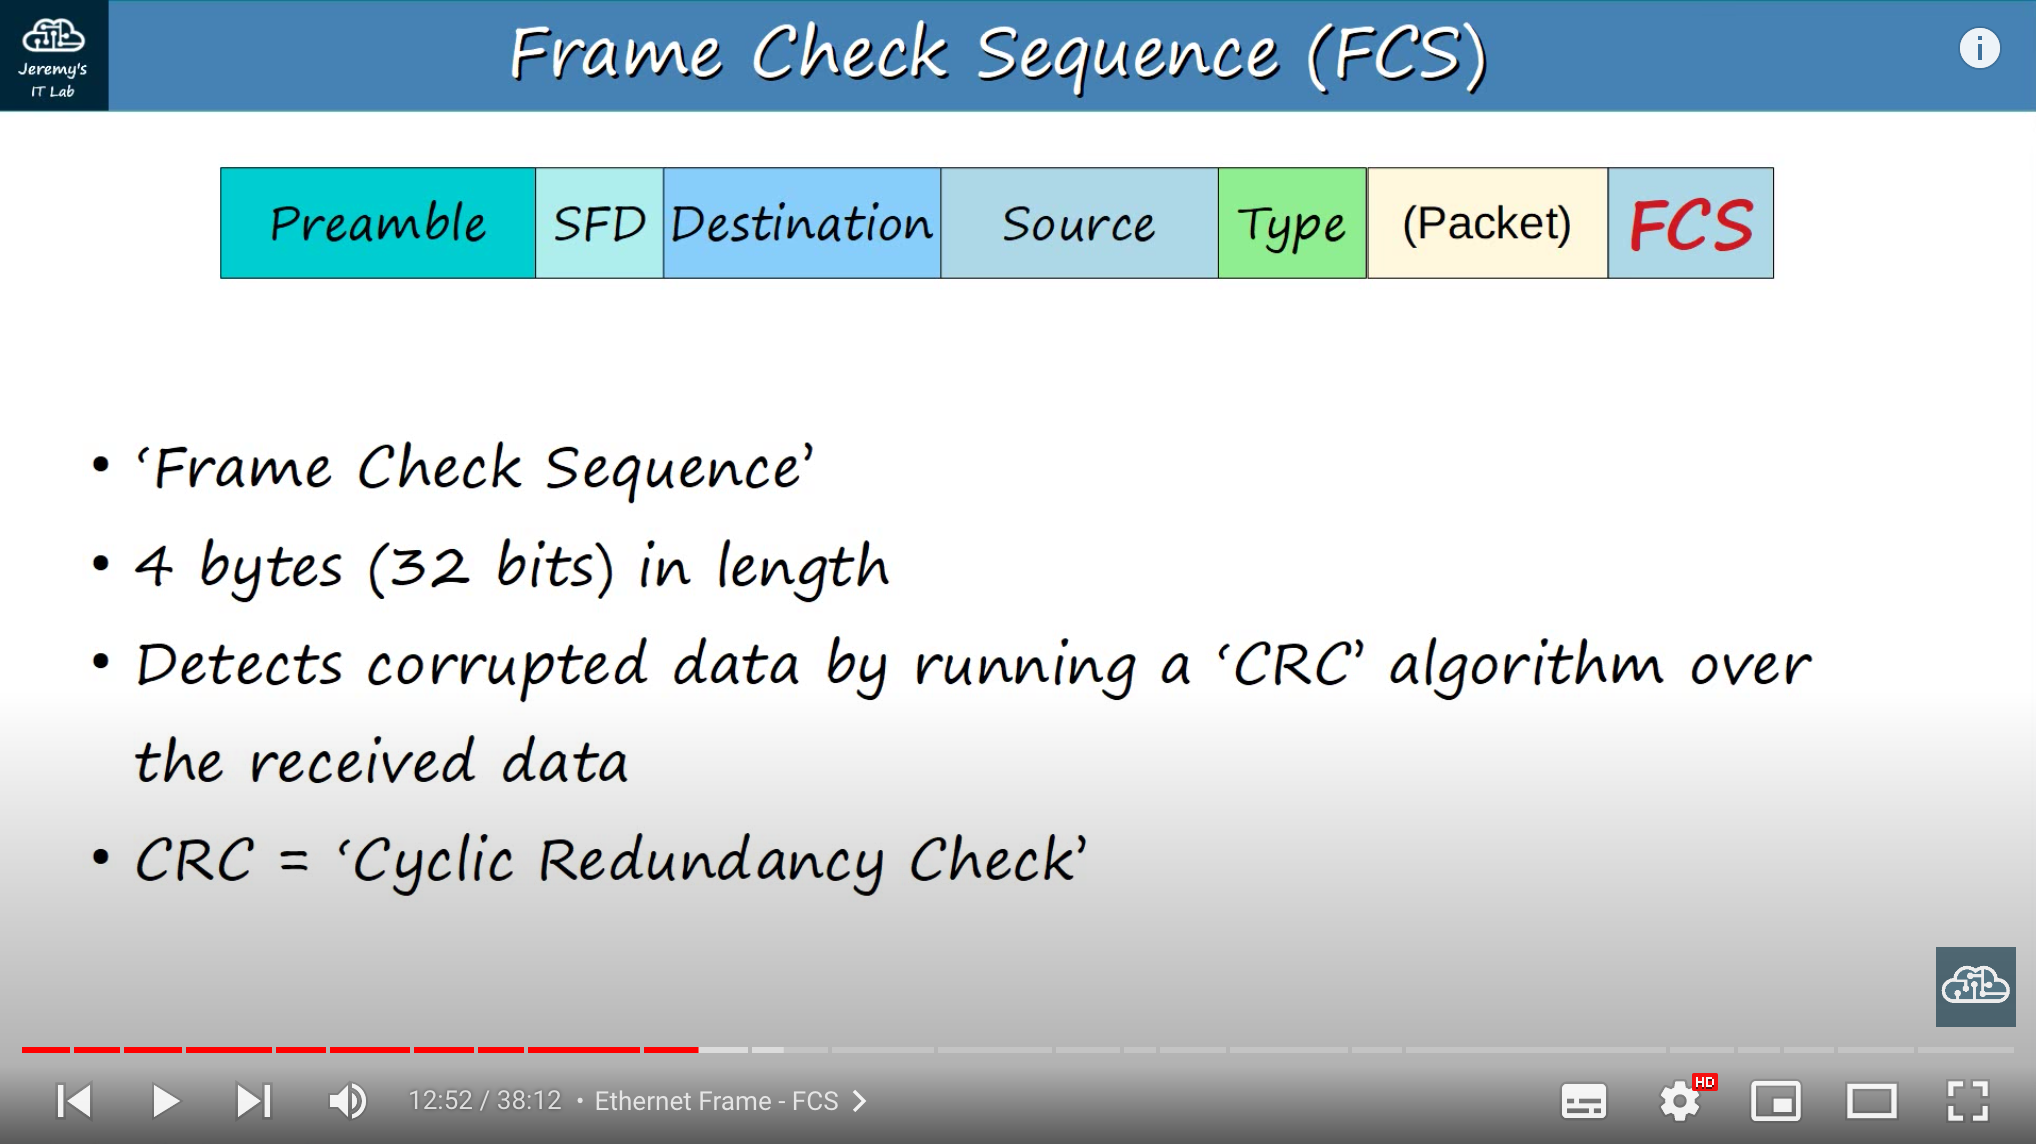 Jeremy's
IT Lab
Frame Check Sequence (FCS)
Preamble SFD Destination Source Type (Packet) FCS
• ‘Frame Check Sequence’
• 4 bytes (32 bits) in length
• Detects corrupted data by running a ‘CRC’ algorithm over
the received data
• CRC = ‘Cyclic Redundancy Check’
12:52 / 38:12 • Ethernet Frame - FCS
HD